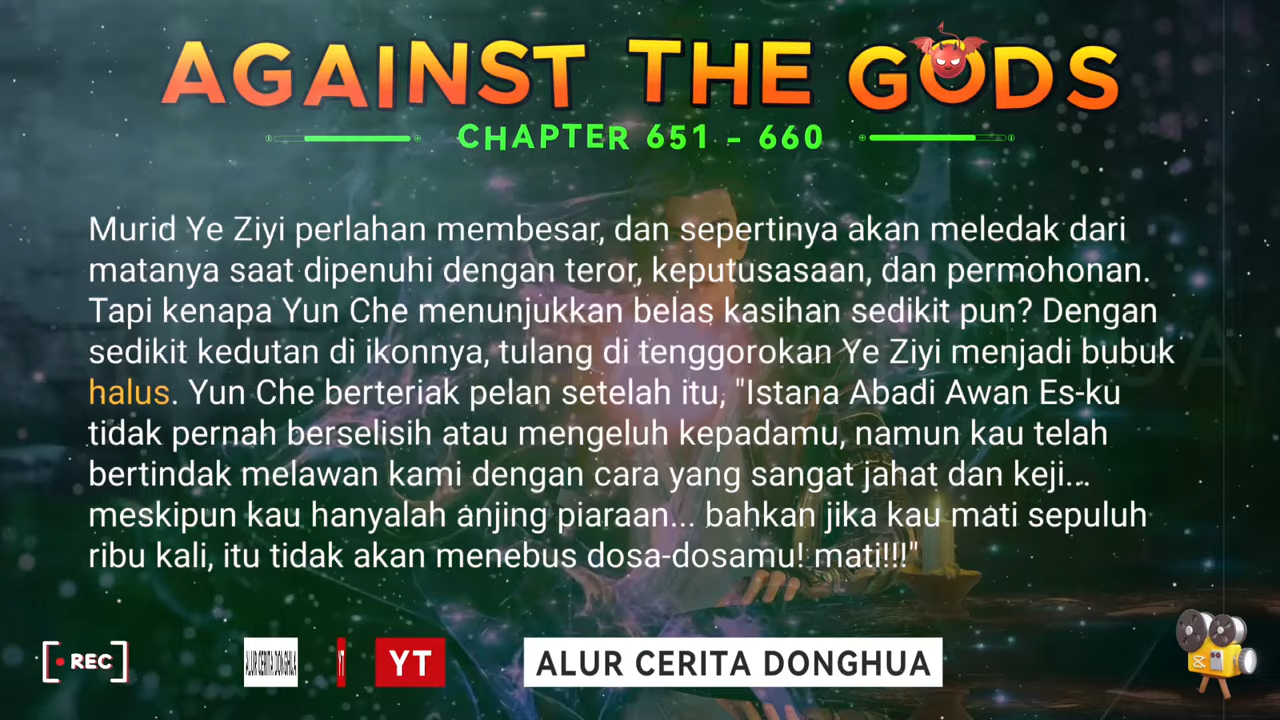 AGAINST THE GODS
CHAPTER 651 - 660
Murid Ye Ziyi perlahan membesar, dan sepertinya akan meledak dari
matanya saat dipenuhi dengan teror, keputusasaan, dan permohonan.
Tapi kenapa Yun Che menunjukkan belas kasihan sedikit pun? Dengan
sedikit kedutan di ikonnya, tulang di tenggorokan Ye Ziyi menjadi bubuk
halus. Yun Che berteriak pelan setelah itu, "Istana Abadi Awan Es-ku
tidak pernah berselisih atau mengeluh kepadamu, namun kau telah
bertindak melawan kami dengan cara yang sangat jahat dan keji...
meskipun kau hanyalah anjing piaraan... bahkan jika kau mati sepuluh
ribu kali, itu tidak akan menebus dosa-dosamu! mati!!!"
REC
ALUR CERITA DONGHUA
YT
YT
ALUR CERITA DONGHUA